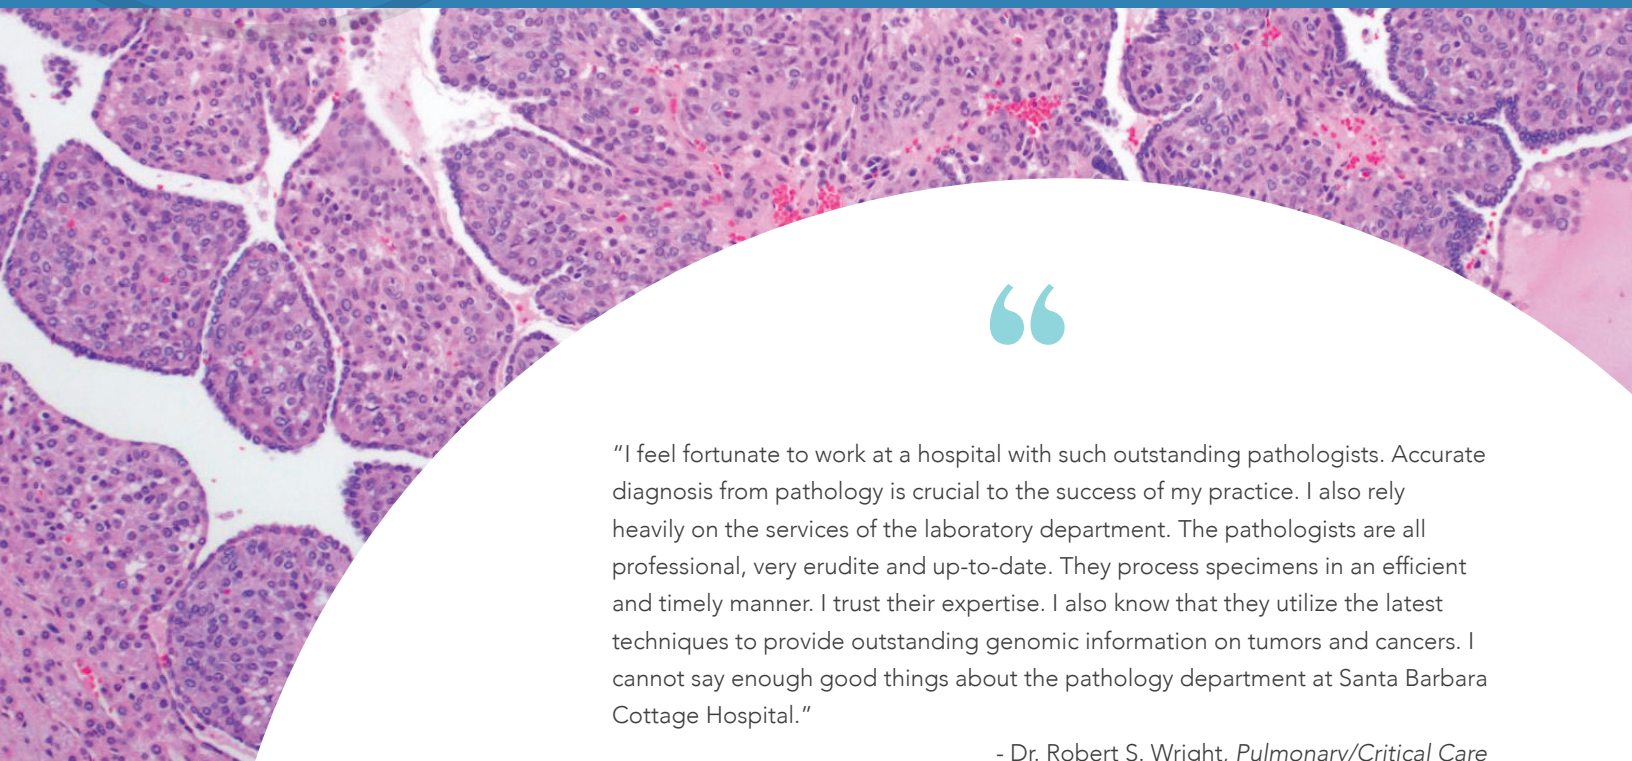 “
“I feel fortunate to work at a hospital with such outstanding pathologists. Accurate
diagnosis from pathology is crucial to the success of my practice. I also rely
heavily on the services of the laboratory department. The pathologists are all
professional, very erudite and up-to-date. They process specimens in an efficient
and timely manner. I trust their expertise. I also know that they utilize the latest
techniques to provide outstanding genomic information on tumors and cancers. I
cannot say enough good things about the pathology department at Santa Barbara
Cottage Hospital.”
- Dr. Robert S. Wright, Pulmonary/Critical Care